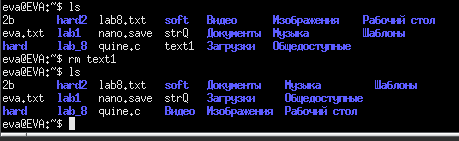 eva@EVA:~$ ls
2b hard2 lab8.txt soft Видео Изображения Рабочий стол
eva.txt lab1 nano.save strQ Документы Музыка Шаблоны
hard lab_8 quine.c text1 Загрузки Общедоступные
eva@EVA:~$ rm text1
eva@EVA:~$ ls
2b hard2 lab8.txt soft Документы Музыка Шаблоны
eva.txt lab1 nano.save strQ Загрузки Общедоступные
hard lab_8 quine.c Видео Изображения Рабочий стол
eva@EVA:~$